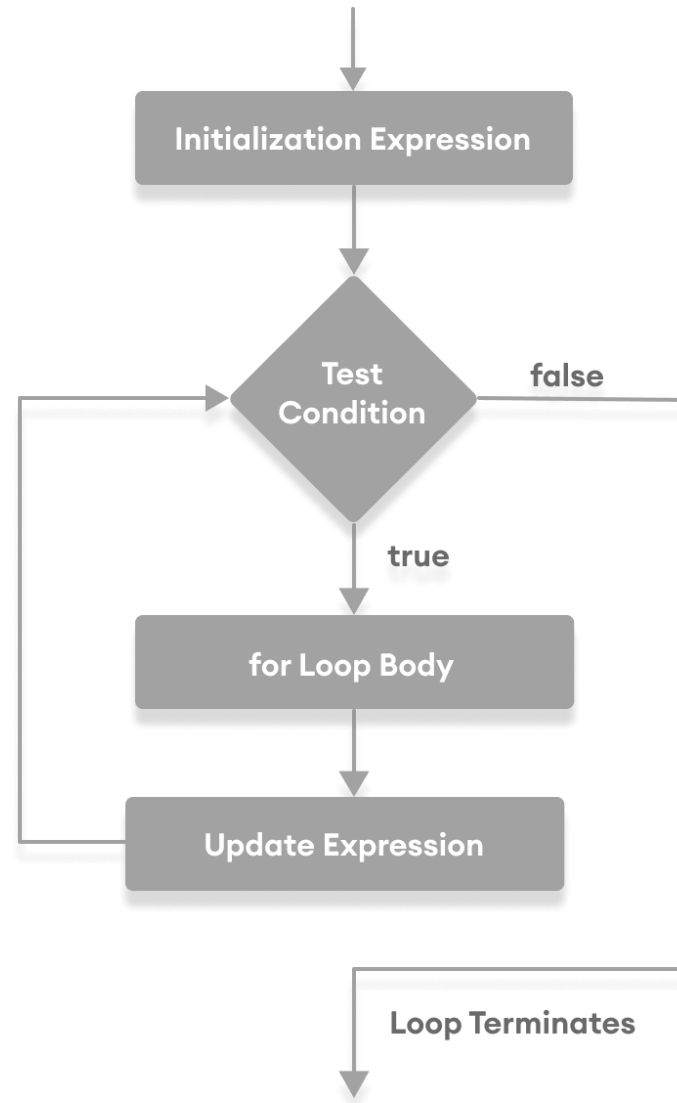 Initialization Expression
Test
Condition
false
true
for Loop Body
Update Expression
Loop Terminates